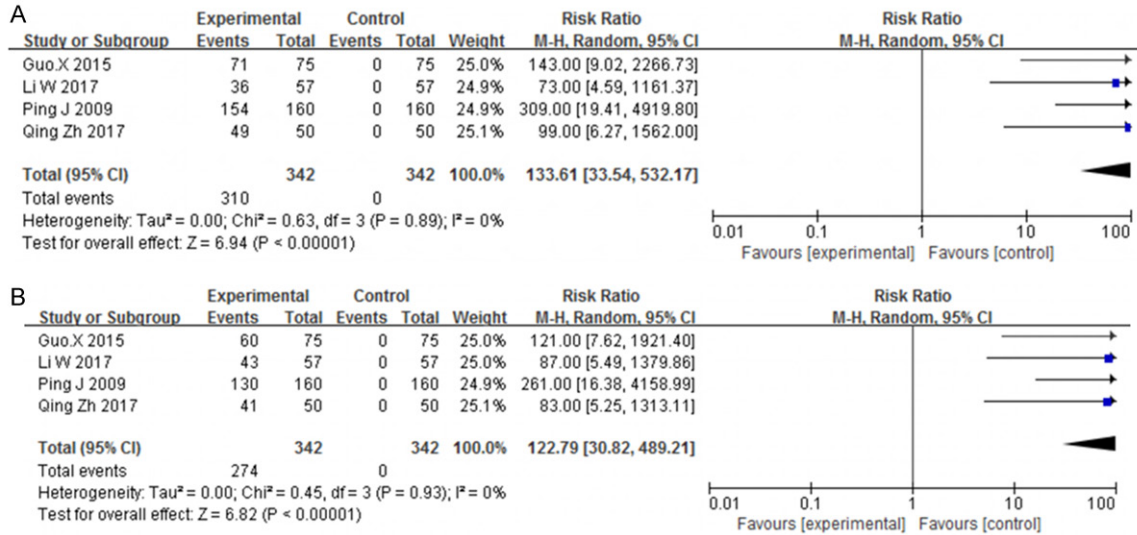 A
Experimental Control Risk Ratio Risk Ratio
Study or Subgroup Events Total Events Total Weight M-H, Random, 95% CI M-H, Random, 95% CI
Guo.X 2015 71 75 0 75 25.0% 143.00 [9.02, 2266.73]
Li W 2017 36 57 0 57 24.9% 73.00 [4.59, 1161.37]
Ping J 2009 154 160 0 160 24.9% 309.00 [19.41, 4919.80]
Qing Zh 2017 49 50 0 50 25.1% 99.00 [6.27, 1562.00]
Total (95% CI) 342 342 100.0% 133.61 [33.54, 532.17]
Total events 310 0
Heterogeneity: Tau² = 0.00; Chi² = 0.63, df = 3 (P = 0.89); I² = 0%
Test for overall effect: Z = 6.94 (P < 0.00001)
0.01 0.1 1 10 100
Favours [experimental] Favours [control]
B
Experimental Control Risk Ratio Risk Ratio
Study or Subgroup Events Total Events Total Weight M-H, Random, 95% CI M-H, Random, 95% CI
Guo.X 2015 60 75 0 75 25.0% 121.00 [7.62, 1921.40]
Li W 2017 43 57 0 57 25.0% 87.00 [5.49, 1379.86]
Ping J 2009 130 160 0 160 24.9% 261.00 [16.38, 4158.99]
Qing Zh 2017 41 50 0 50 25.1% 83.00 [5.25, 1313.11]
Total (95% CI) 342 342 100.0% 122.79 [30.82, 489.21]
Total events 274 0
Heterogeneity: Tau² = 0.00; Chi² = 0.45, df = 3 (P = 0.93); I² = 0%
Test for overall effect: Z = 6.82 (P < 0.00001)
0.01 0.1 1 10 100
Favours [experimental] Favours [control]